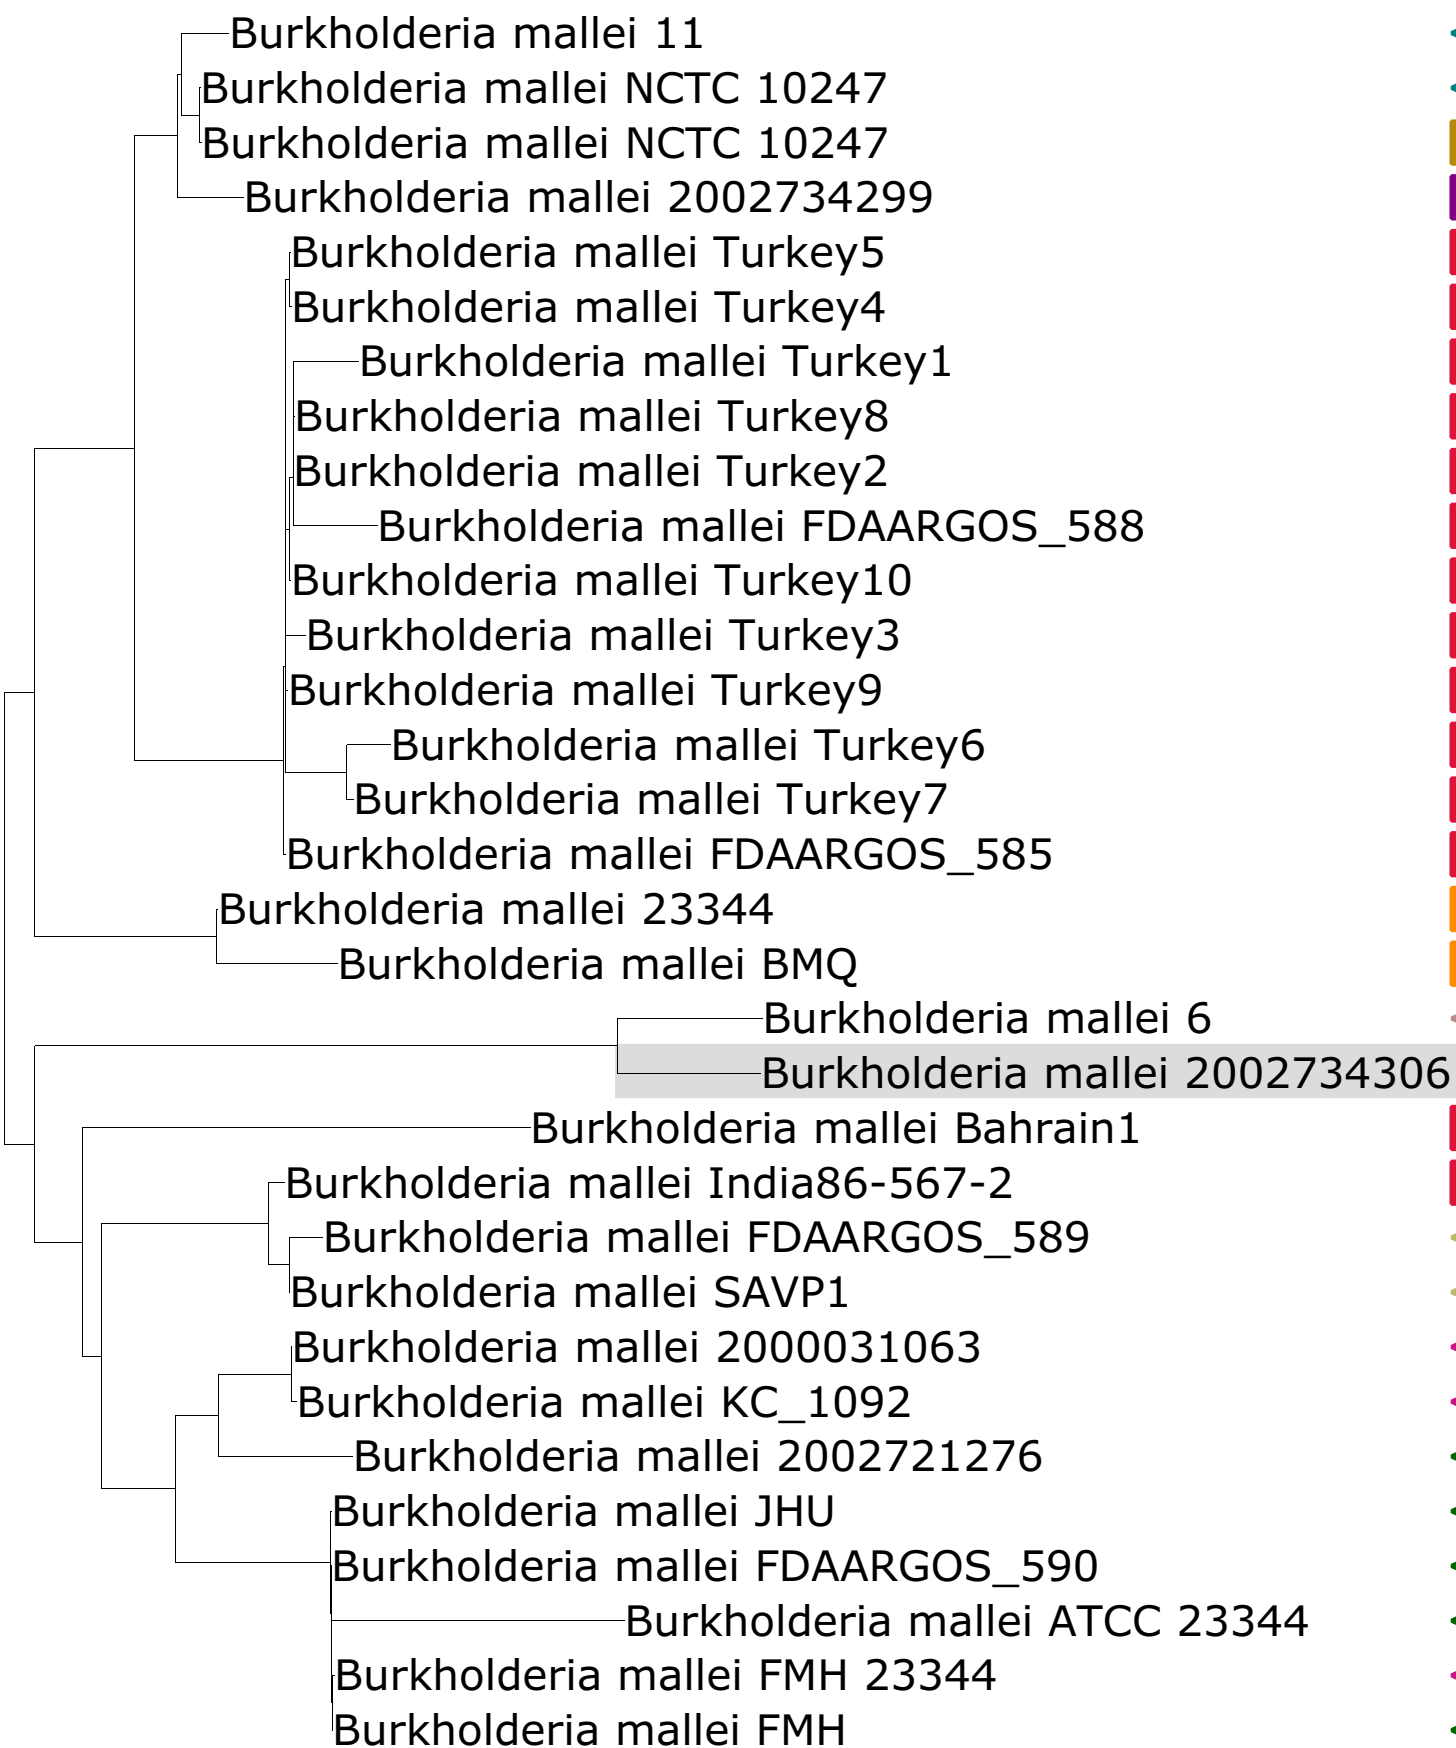 Burkholderia mallei 11
Burkholderia mallei NCTC 10247
Burkholderia mallei NCTC 10247
Burkholderia mallei 2002734299
Burkholderia mallei Turkey5
Burkholderia mallei Turkey4
Burkholderia mallei Turkey1
Burkholderia mallei Turkey8
Burkholderia mallei Turkey2
Burkholderia mallei FDAARGOS_588
Burkholderia mallei Turkey10
Burkholderia mallei Turkey3
Burkholderia mallei Turkey9
Burkholderia mallei Turkey6
Burkholderia mallei Turkey7
Burkholderia mallei FDAARGOS_585
Burkholderia mallei 23344
Burkholderia mallei BMQ
Burkholderia mallei 6
Burkholderia mallei 2002734306
Burkholderia mallei Bahrain1
Burkholderia mallei India86-567-2
Burkholderia mallei FDAARGOS_589
Burkholderia mallei SAVP1
Burkholderia mallei 2000031063
Burkholderia mallei KC_1092
Burkholderia mallei 2002721276
Burkholderia mallei JHU
Burkholderia mallei FDAARGOS_590
Burkholderia mallei ATCC 23344
Burkholderia mallei FMH 23344
Burkholderia mallei FMH